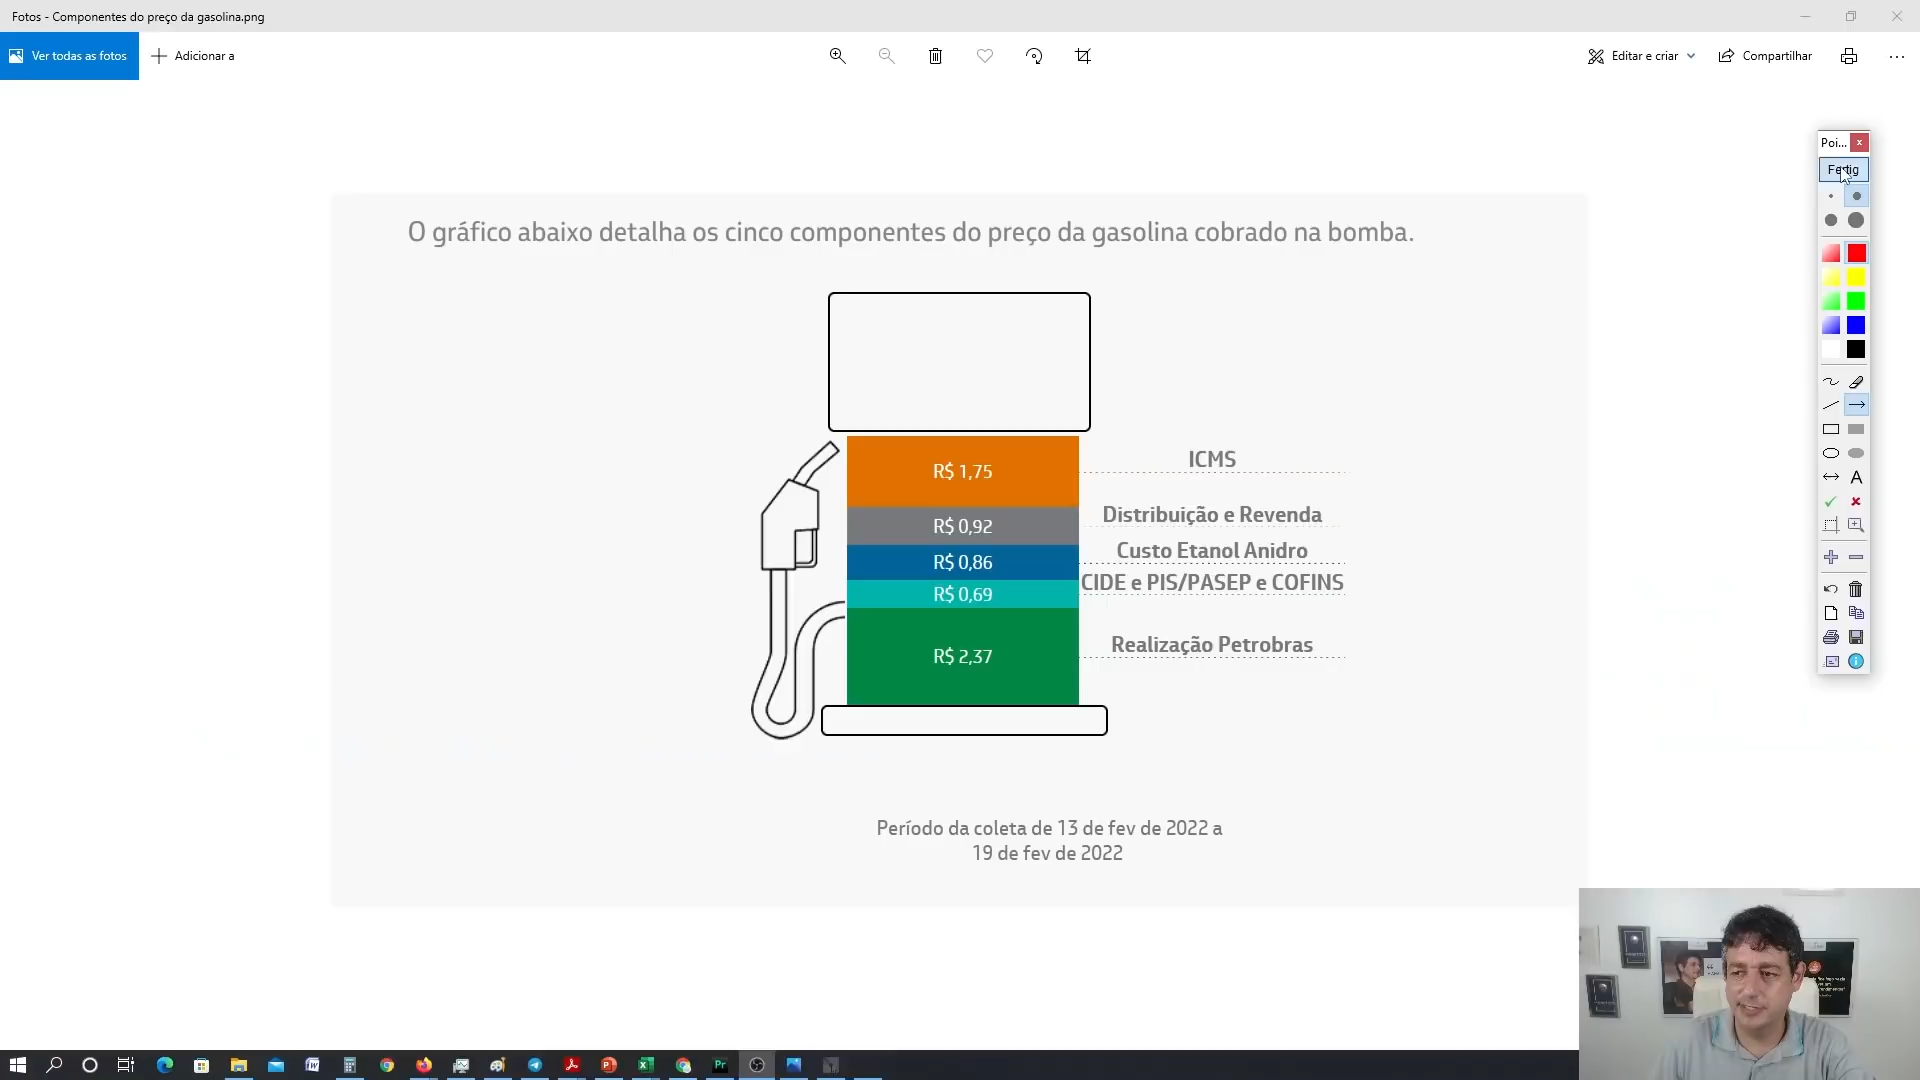 Fotos - Componentes do preço da gasolina.png
Ver todas as fotos
Adicionar a
Editar e criar
Compartilhar
Poi...
Fertig
O gráfico abaixo detalha os cinco componentes do preço da gasolina cobrado na bomba.
R$ 1,75
ICMS
R$ 0,92
Distribuição e Revenda
R$ 0,86
Custo Etanol Anidro
R$ 0,69
CIDE e PIS/PASEP e COFINS
R$ 2,37
Realização Petrobras
Período da coleta de 13 de fev de 2022 a
19 de fev de 2022
A
Pr